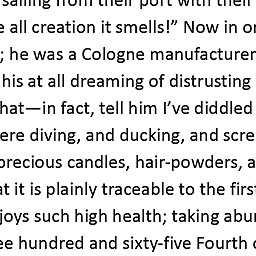 sailing from their port with their
all creation it smells!” Now in or
; he was a Cologne manufacturer
his at all dreaming of distrusting
hat—in fact, tell him I’ve diddled
ere diving, and ducking, and scre
precious candles, hair-powders, a
at it is plainly traceable to the firs
joys such high health; taking abu
ee hundred and sixty-five Fourth o